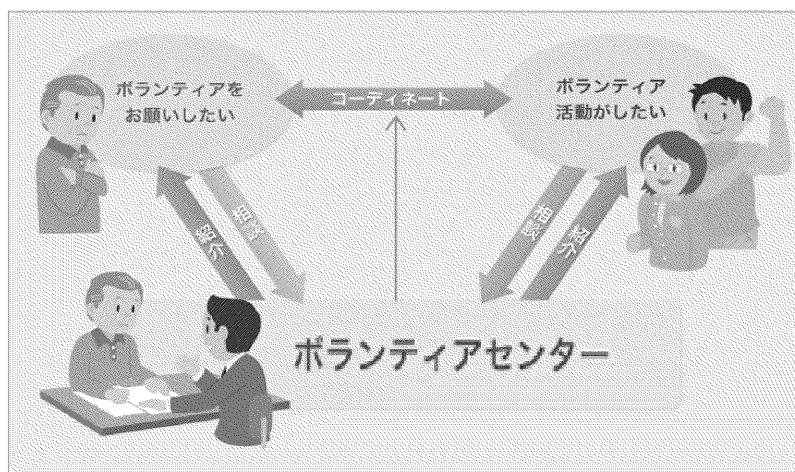 ボランティアを
お願いしたい
コーディネート
ボランティア
活動がしたい
紹介
相談
相談
紹介
ボランティアセンター